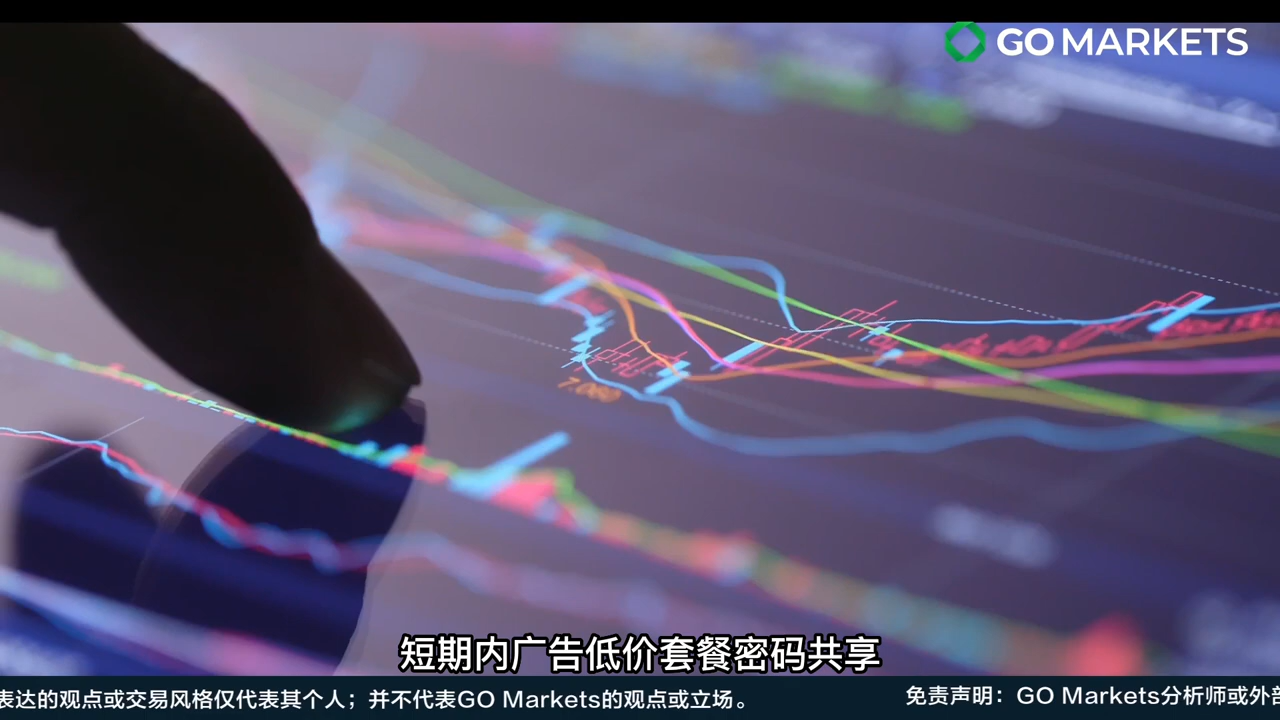 GO MARKETS
7.060
短期内广告低价套餐密码共享
表达的观点或交易风格仅代表其个人；并不代表GO Markets的观点或立场。 免责声明：GO Markets分析师或外部